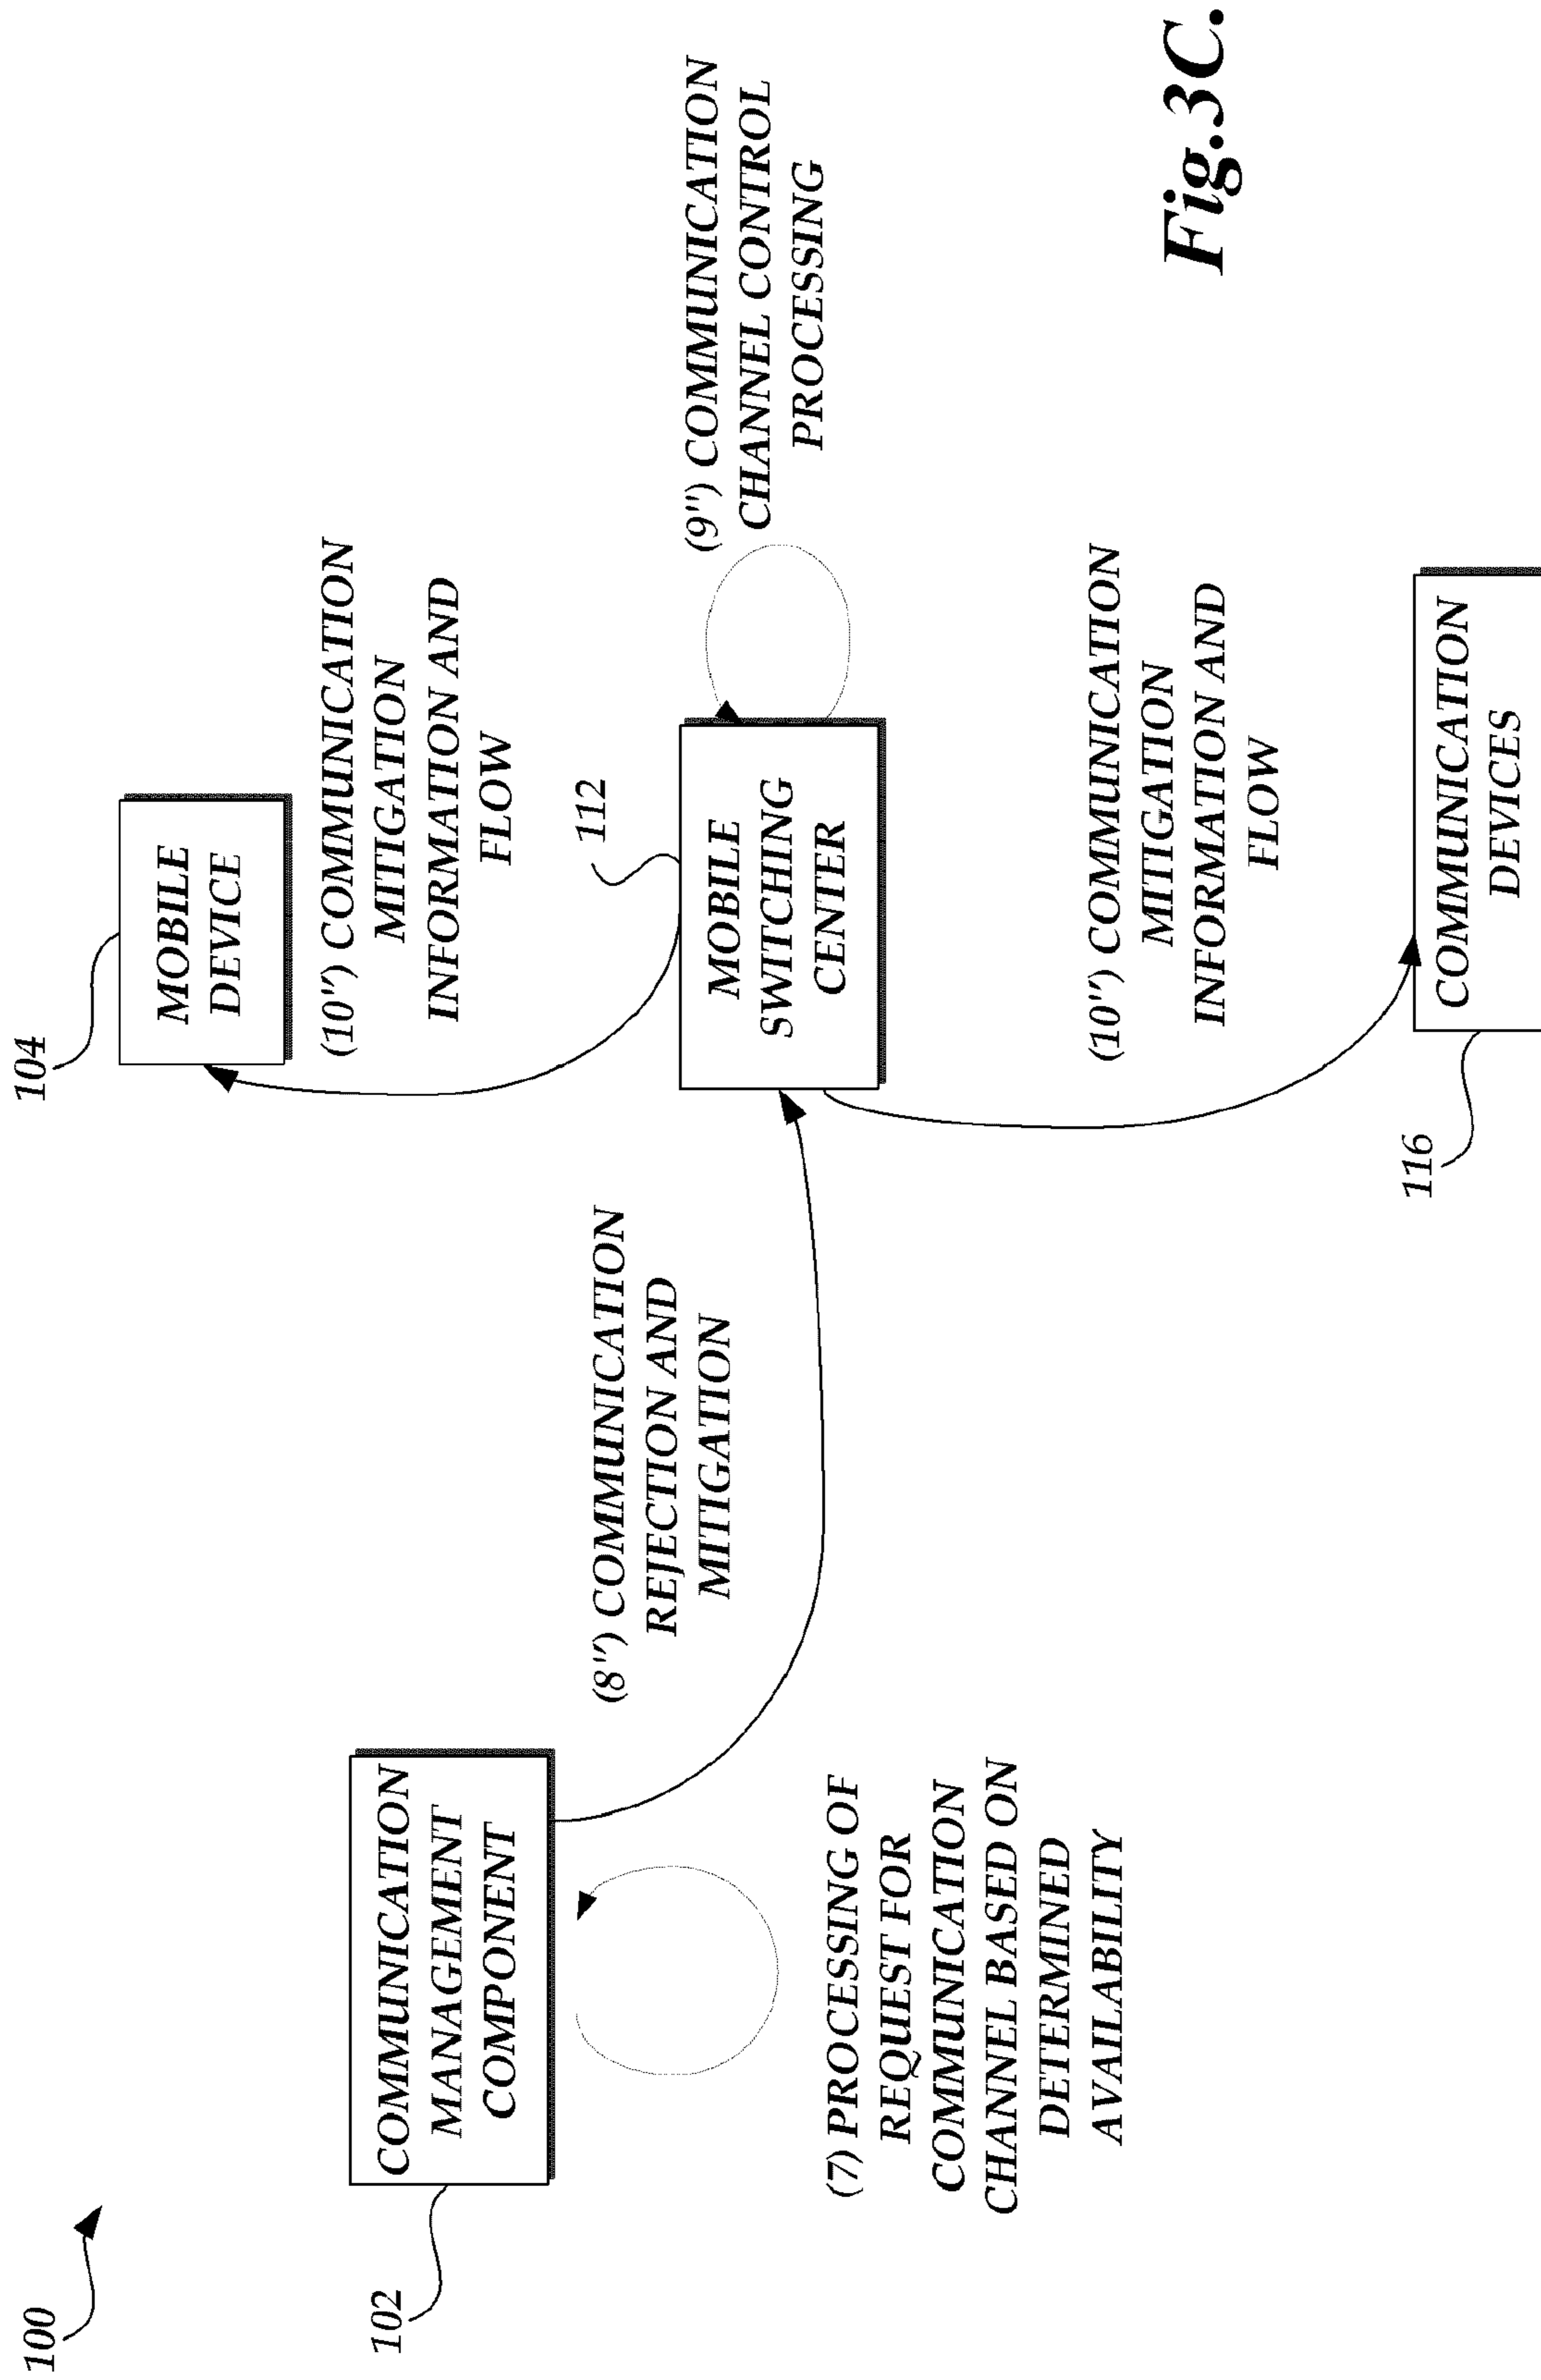 100
102
COMMUNICATION
MANAGEMENT
COMPONENT
(7) PROCESSING OF
REQUEST FOR
COMMUNICATION
CHANNEL BASED ON
DETERMINED
AVAILABILITY
(8'') COMMUNICATION
REJECTION AND
MITIGATION
104
MOBILE
DEVICE
(10'') COMMUNICATION
MITIGATION
INFORMATION AND
FLOW
112
MOBILE
SWITCHING
CENTER
(9'') COMMUNICATION
CHANNEL CONTROL
PROCESSING
(10'') COMMUNICATION
MITIGATION
INFORMATION AND
FLOW
116
COMMUNICATION
DEVICES
Fig.3C.